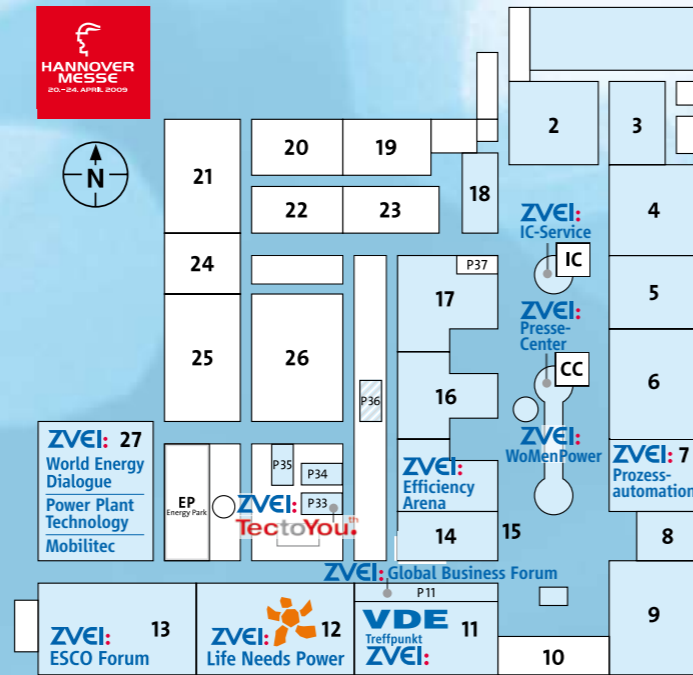 HANNOVER
MESSE
20.–24. APRIL 2009
N
2
3
20
19
21
18
22
23
4
ZVEI:
IC-Service
IC
24
P37
17
5
ZVEI:
Presse-
Center
CC
25
26
P36
16
6
ZVEI: 27
World Energy
Dialogue
Power Plant
Technology
Mobilitec
EP
Energy Park
P35
P34
P33
ZVEI:
TectoYou.
ZVEI:
Efficiency
Arena
ZVEI:
WoMenPower
ZVEI: 7
Prozess-
automation
14
15
8
ZVEI: Global Business Forum
P11
ZVEI: 13
ESCO Forum
ZVEI: 12
Life Needs Power
VDE
Treffpunkt
ZVEI:
11
10
9